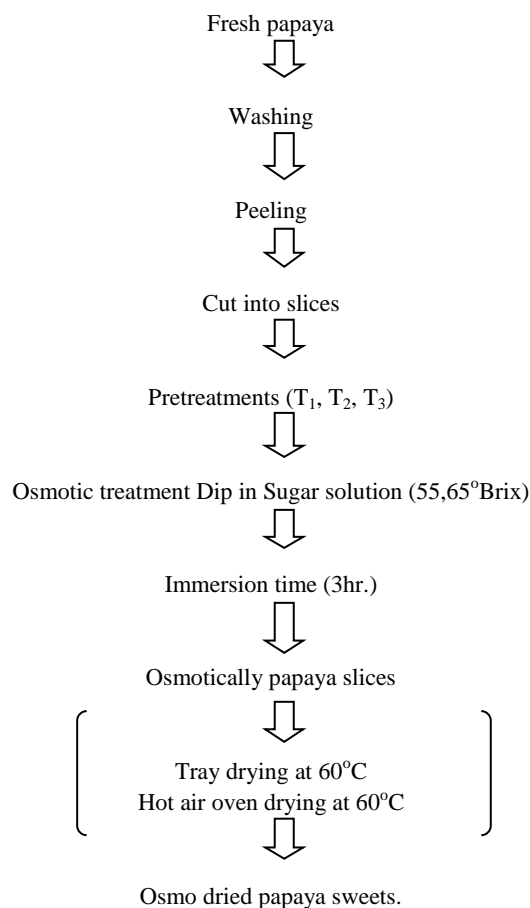 Fresh papaya
Washing
Peeling
Cut into slices
Pretreatments (T₁, T₂, T₃)
Osmotic treatment Dip in Sugar solution (55,65°Brix)
Immersion time (3hr.)
Osmotically papaya slices
Tray drying at 60°C
Hot air oven drying at 60°C
Osmo dried papaya sweets.